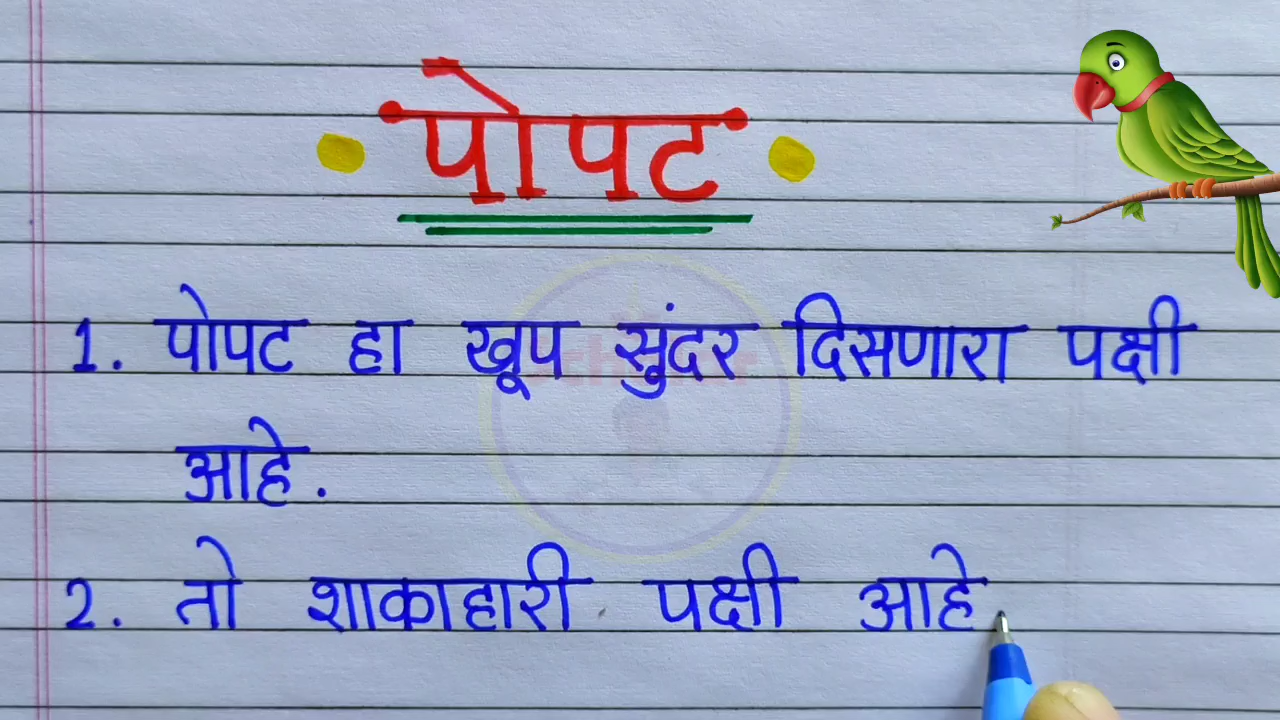 पोपट
1. पोपट हा खूप सुंदर दिसणारा पक्षी
आहे.
2. तो शाकाहारी पक्षी आहे.